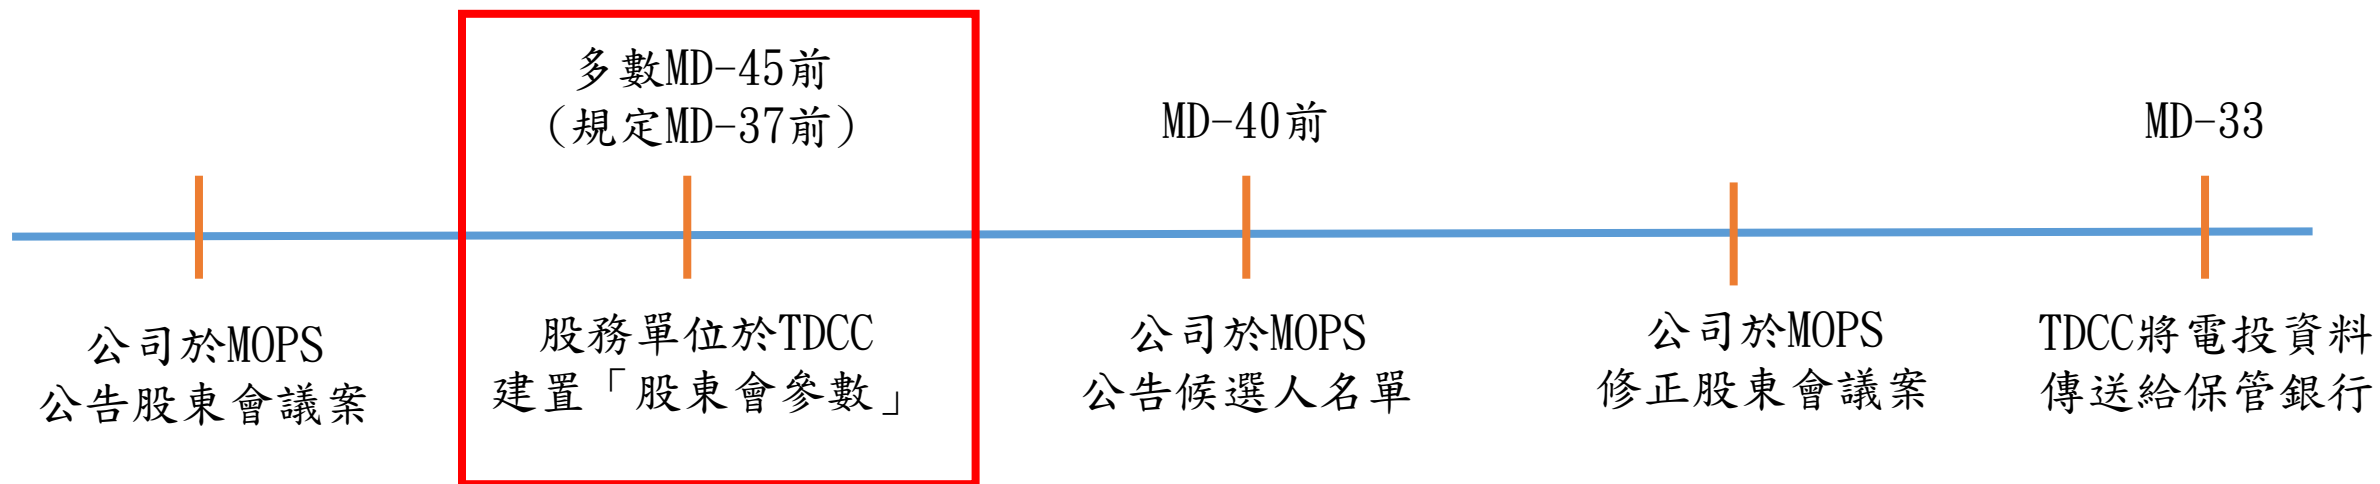 多數MD-45前
(規定MD-37前)
MD-40前
MD-33
公司於MOPS
公告股東會議案
股務單位於TDCC
建置「股東會參數」
公司於MOPS
公告候選人名單
公司於MOPS
修正股東會議案
TDCC將電投資料
傳送給保管銀行